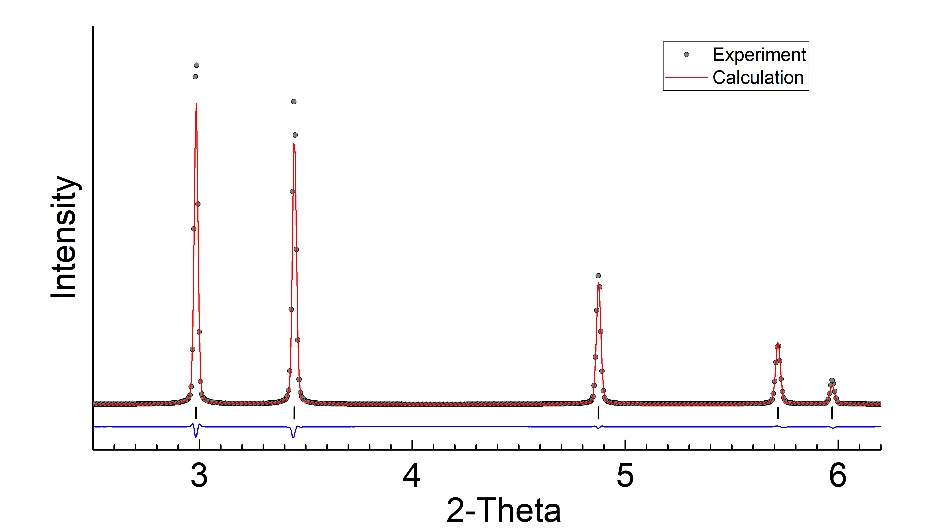 Experiment
Calculation
Intensity
3 4 5 6
2-Theta